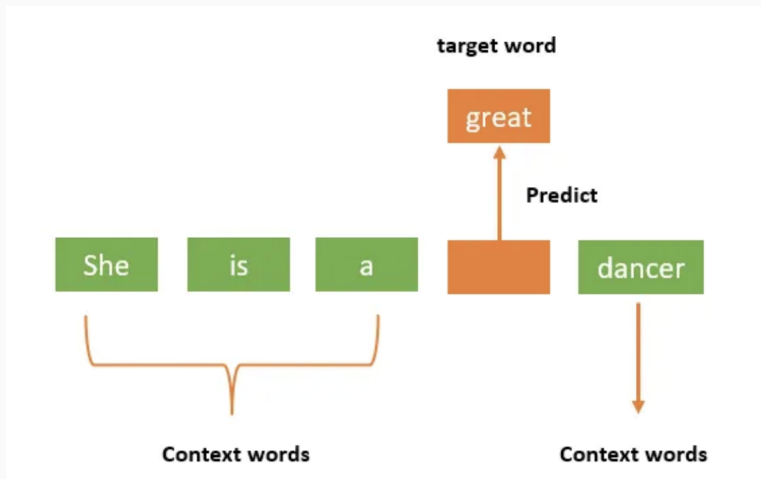 target word
great
Predict
She is a dancer
Context words Context words